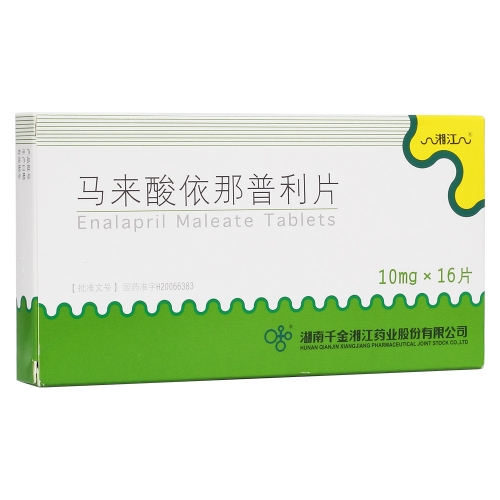 湘江
马来酸依那普利片
Enalapril Maleate Tablets
10mg×16片
【批准文号】国药准字H20066383
湖南千金湘江药业股份有限公司
HUNAN QIANJIN XIANGJIANG PHARMACEUTICAL JOINT STOCK CO.,LTD